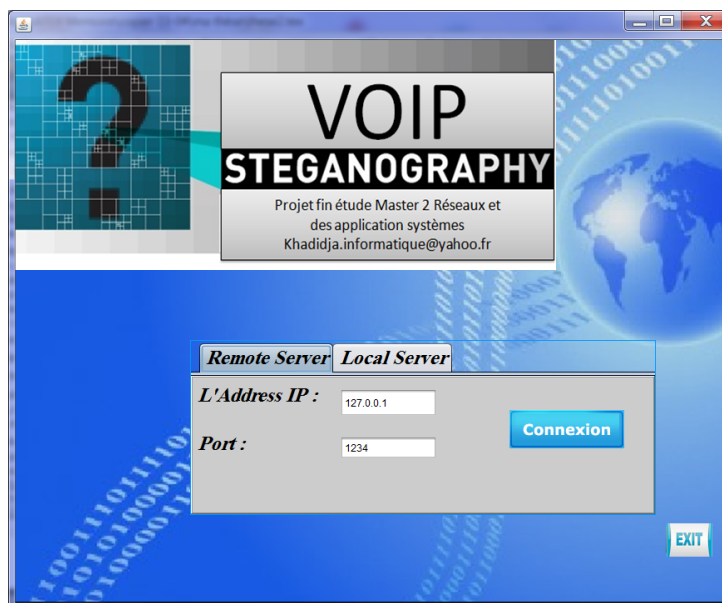 VOIP
STEGANOGRAPHY
Projet fin étude Master 2 Réseaux et
des application systèmes
Khadidja.informatique@yahoo.fr
Remote Server Local Server
L'Address IP : 127.0.0.1
Connexion
Port : 1234
EXIT